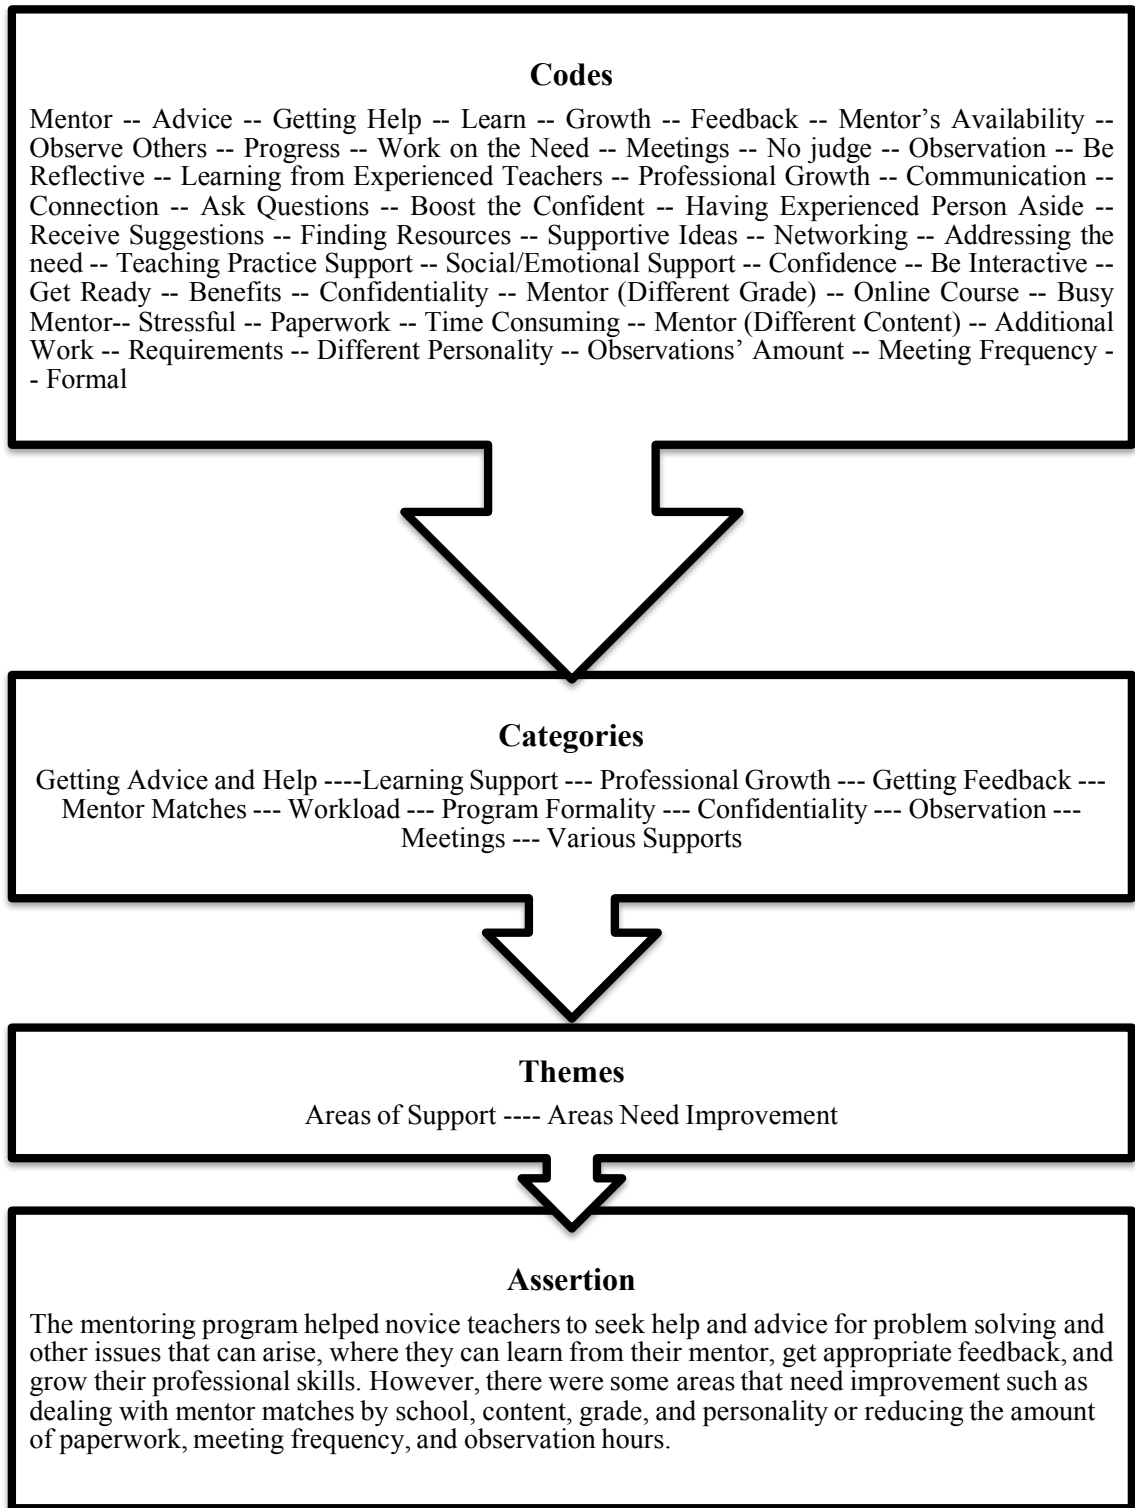 Codes
Mentor -- Advice -- Getting Help -- Learn -- Growth -- Feedback -- Mentor’s Availability --
Observe Others -- Progress -- Work on the Need -- Meetings -- No judge -- Observation -- Be
Reflective -- Learning from Experienced Teachers -- Professional Growth -- Communication --
Connection -- Ask Questions -- Boost the Confident -- Having Experienced Person Aside --
Receive Suggestions -- Finding Resources -- Supportive Ideas -- Networking -- Addressing the
need -- Teaching Practice Support -- Social/Emotional Support -- Confidence -- Be Interactive --
Get Ready -- Benefits -- Confidentiality -- Mentor (Different Grade) -- Online Course -- Busy
Mentor-- Stressful -- Paperwork -- Time Consuming -- Mentor (Different Content) -- Additional
Work -- Requirements -- Different Personality -- Observations’ Amount -- Meeting Frequency -
- Formal
Categories
Getting Advice and Help ----Learning Support --- Professional Growth --- Getting Feedback ---
Mentor Matches --- Workload --- Program Formality --- Confidentiality --- Observation ---
Meetings --- Various Supports
Themes
Areas of Support ---- Areas Need Improvement
Assertion
The mentoring program helped novice teachers to seek help and advice for problem solving and
other issues that can arise, where they can learn from their mentor, get appropriate feedback, and
grow their professional skills. However, there were some areas that need improvement such as
dealing with mentor matches by school, content, grade, and personality or reducing the amount
of paperwork, meeting frequency, and observation hours.